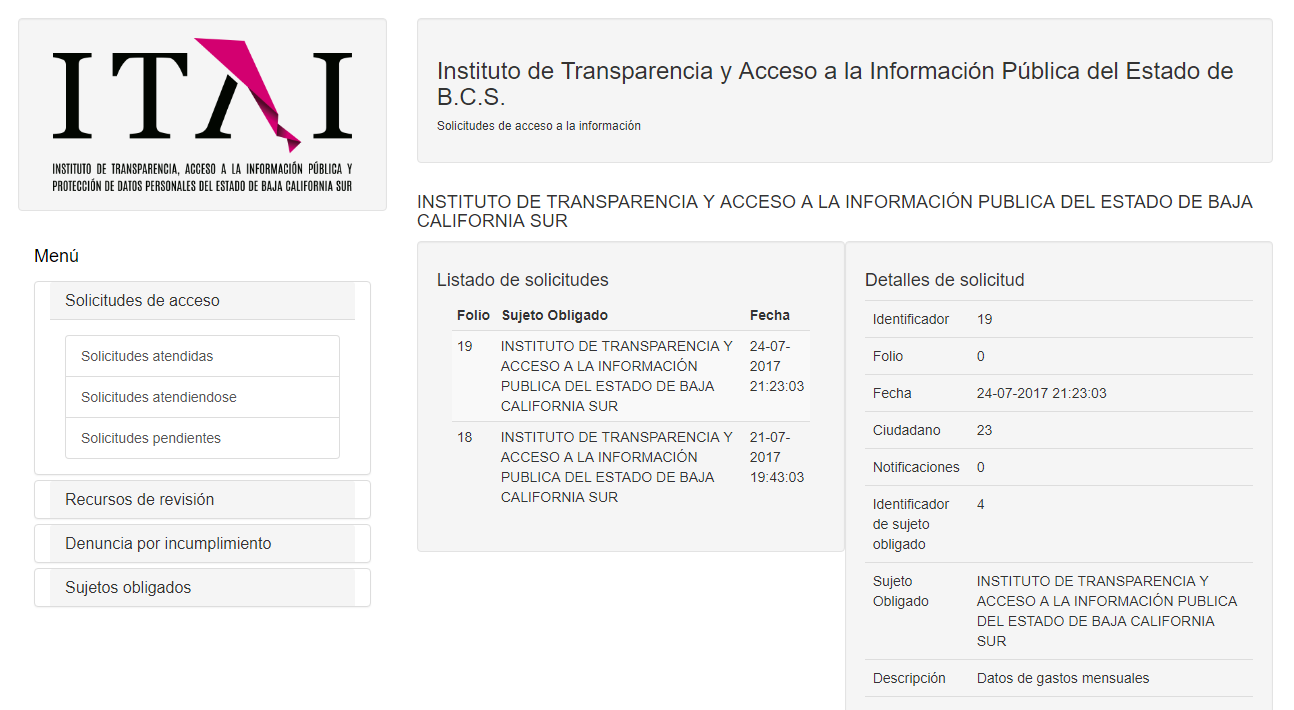 ITAI
INSTITUTO DE TRANSPARENCIA, ACCESO A LA INFORMACIÓN PÚBLICA Y
PROTECCIÓN DE DATOS PERSONALES DEL ESTADO DE BAJA CALIFORNIA SUR
Menú
Solicitudes de acceso
Solicitudes atendidas
Solicitudes atendiendose
Solicitudes pendientes
Recursos de revisión
Denuncia por incumplimiento
Sujetos obligados
Instituto de Transparencia y Acceso a la Información Pública del Estado de
B.C.S.
Solicitudes de acceso a la información
INSTITUTO DE TRANSPARENCIA Y ACCESO A LA INFORMACIÓN PUBLICA DEL ESTADO DE BAJA
CALIFORNIA SUR
Listado de solicitudes
Folio Sujeto Obligado Fecha
19 INSTITUTO DE TRANSPARENCIA Y 24-07-
ACCESO A LA INFORMACIÓN 2017
PUBLICA DEL ESTADO DE BAJA 21:23:03
CALIFORNIA SUR
18 INSTITUTO DE TRANSPARENCIA Y 21-07-
ACCESO A LA INFORMACIÓN 2017
PUBLICA DEL ESTADO DE BAJA 19:43:03
CALIFORNIA SUR
Detalles de solicitud
Identificador 19
Folio 0
Fecha 24-07-2017 21:23:03
Ciudadano 23
Notificaciones 0
Identificador 4
de sujeto
obligado
Sujeto INSTITUTO DE TRANSPARENCIA Y
Obligado ACCESO A LA INFORMACIÓN PUBLICA
DEL ESTADO DE BAJA CALIFORNIA
SUR
Descripción Datos de gastos mensuales